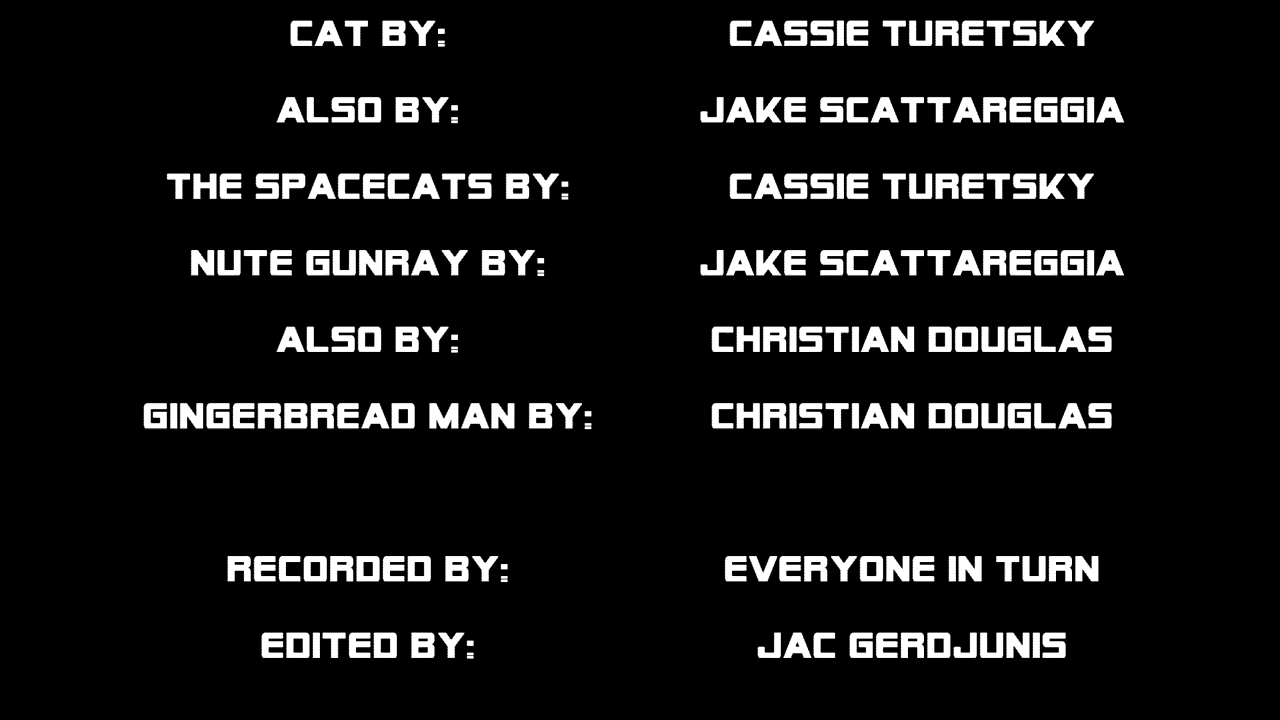 CAT BY: CASSIE TURETSKY
ALSO BY: JAKE SCATTAREGGIA
THE SPACECATS BY: CASSIE TURETSKY
NUTE GUNRAY BY: JAKE SCATTAREGGIA
ALSO BY: CHRISTIAN DOUGLAS
GINGERBREAD MAN BY: CHRISTIAN DOUGLAS
RECORDED BY: EVERYONE IN TURN
EDITED BY: JAC GERDJUNIS